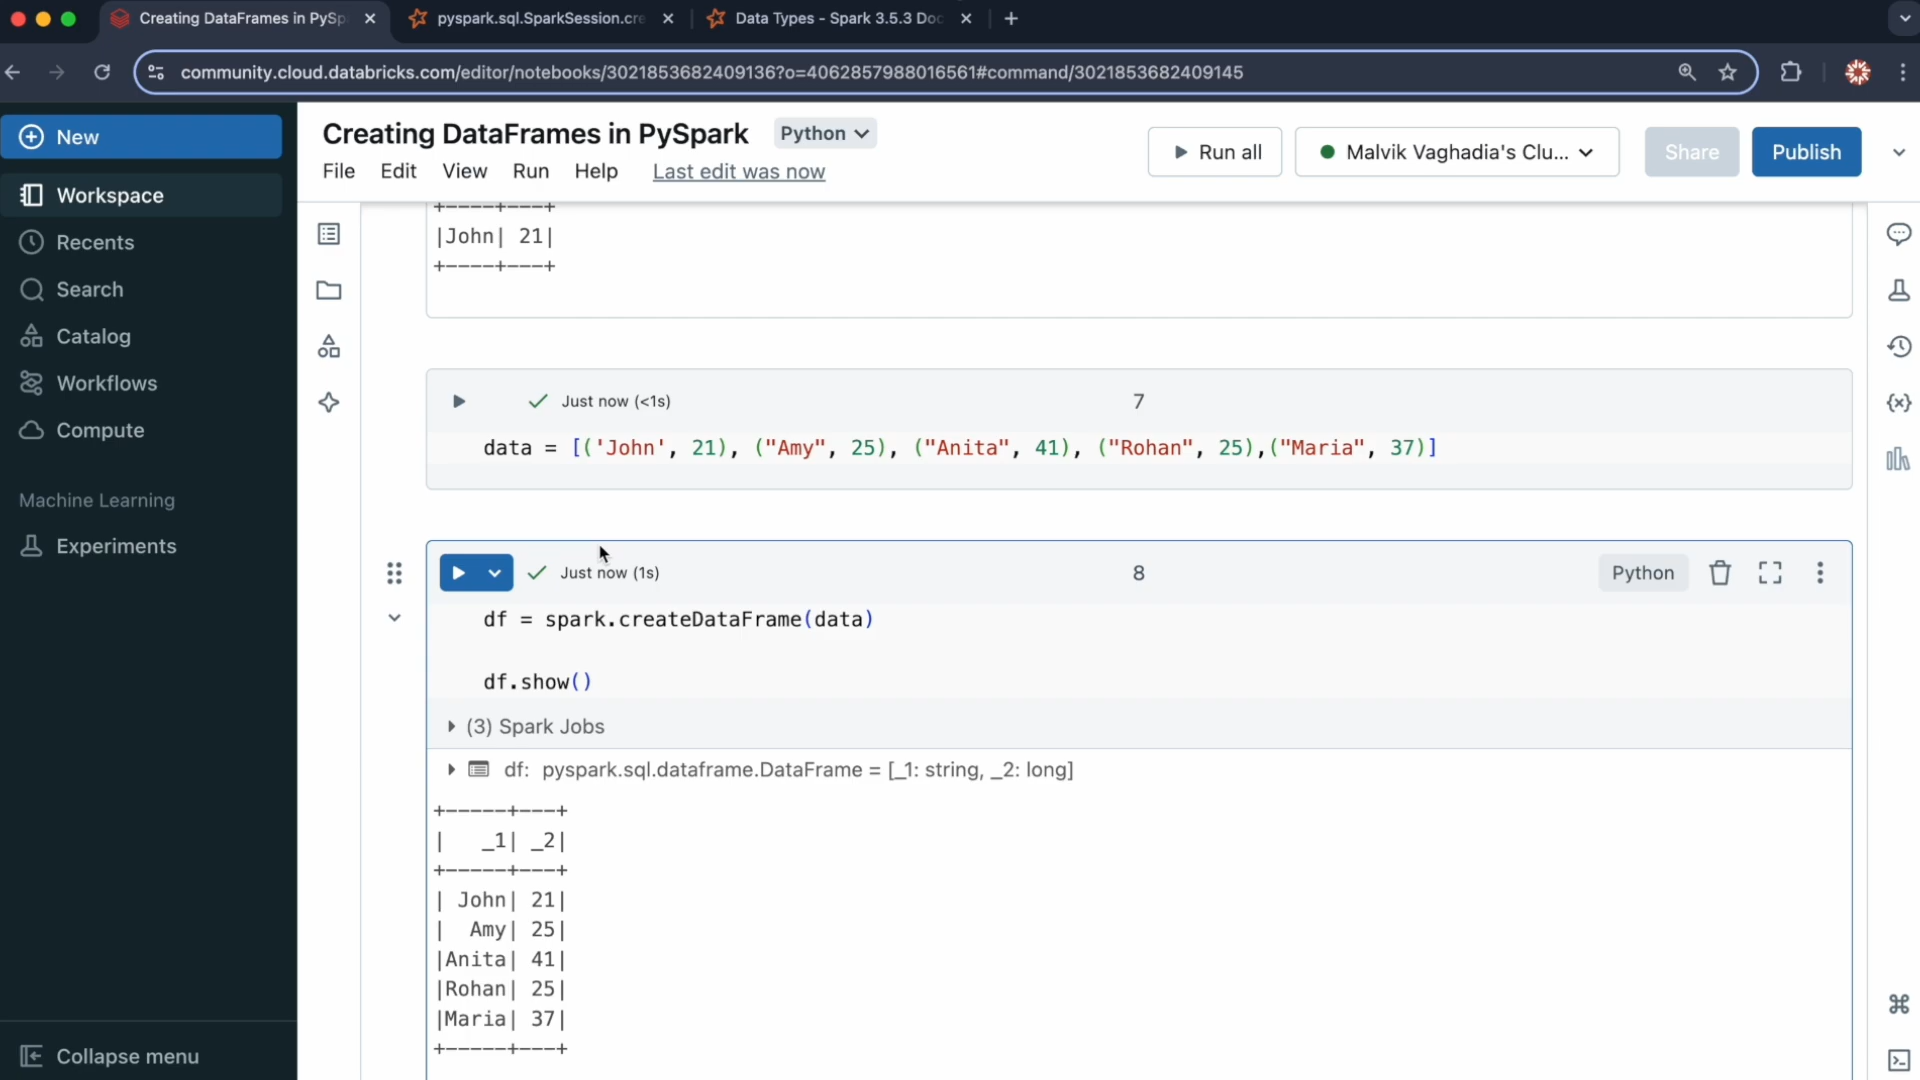 Creating DataFrames in PySp
pyspark.sql.SparkSession.cre
Data Types - Spark 3.5.3 Doc
community.cloud.databricks.com/editor/notebooks/3021853682409136?o=4062857988016561#command/3021853682409145
New
Workspace
Recents
Search
Catalog
Workflows
Compute
Machine Learning
Experiments
Collapse menu
Creating DataFrames in PySpark
Python
File Edit View Run Help Last edit was now
Run all
Malvik Vaghadia's Clu...
Share
Publish
+----+---+
|John| 21|
+----+---+
Just now (<1s)
7
data = [('John', 21), ("Amy", 25), ("Anita", 41), ("Rohan", 25),("Maria", 37)]
Just now (1s)
8
Python
df = spark.createDataFrame(data)
df.show()
(3) Spark Jobs
df: pyspark.sql.dataframe.DataFrame = [_1: string, _2: long]
+-----+---+
|   _1| _2|
+-----+---+
| John| 21|
|  Amy| 25|
|Anita| 41|
|Rohan| 25|
|Maria| 37|
+-----+---+